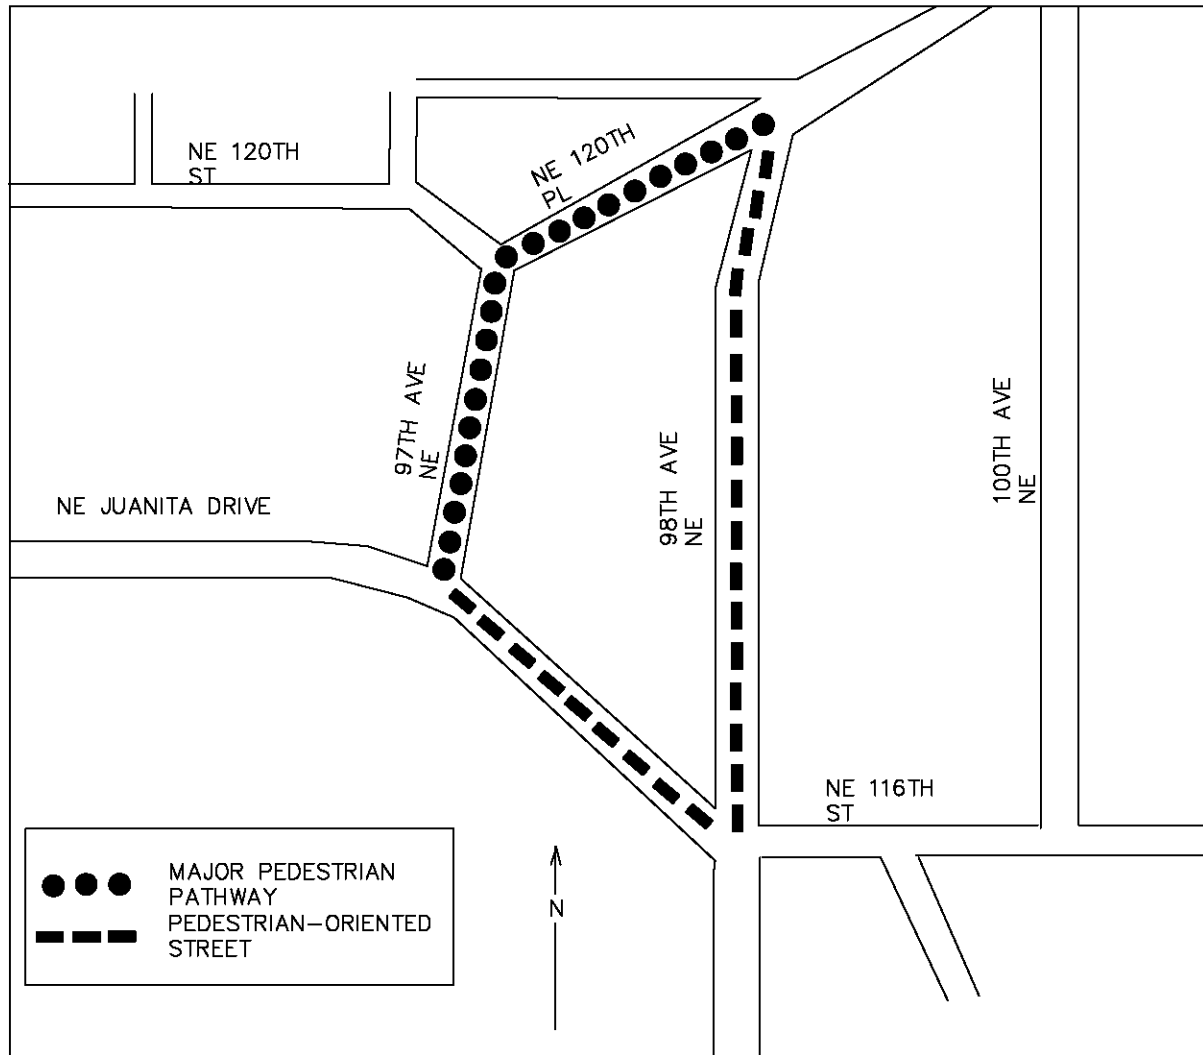 NE 120TH
ST
NE 120TH
PL
97TH AVE
NE
98TH AVE
NE
100TH AVE
NE
NE JUANITA DRIVE
NE 116TH
ST
MAJOR PEDESTRIAN
PATHWAY
PEDESTRIAN-ORIENTED
STREET
N